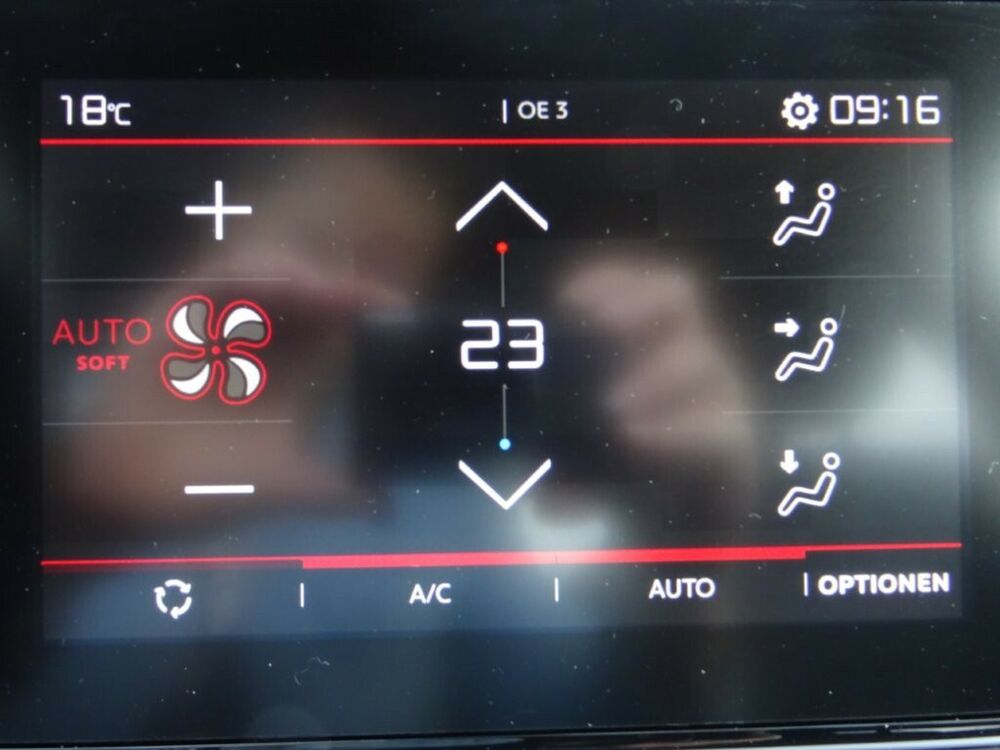 18°C
| OE 3
09:16
AUTO
SOFT
23
A/C
AUTO
OPTIONEN